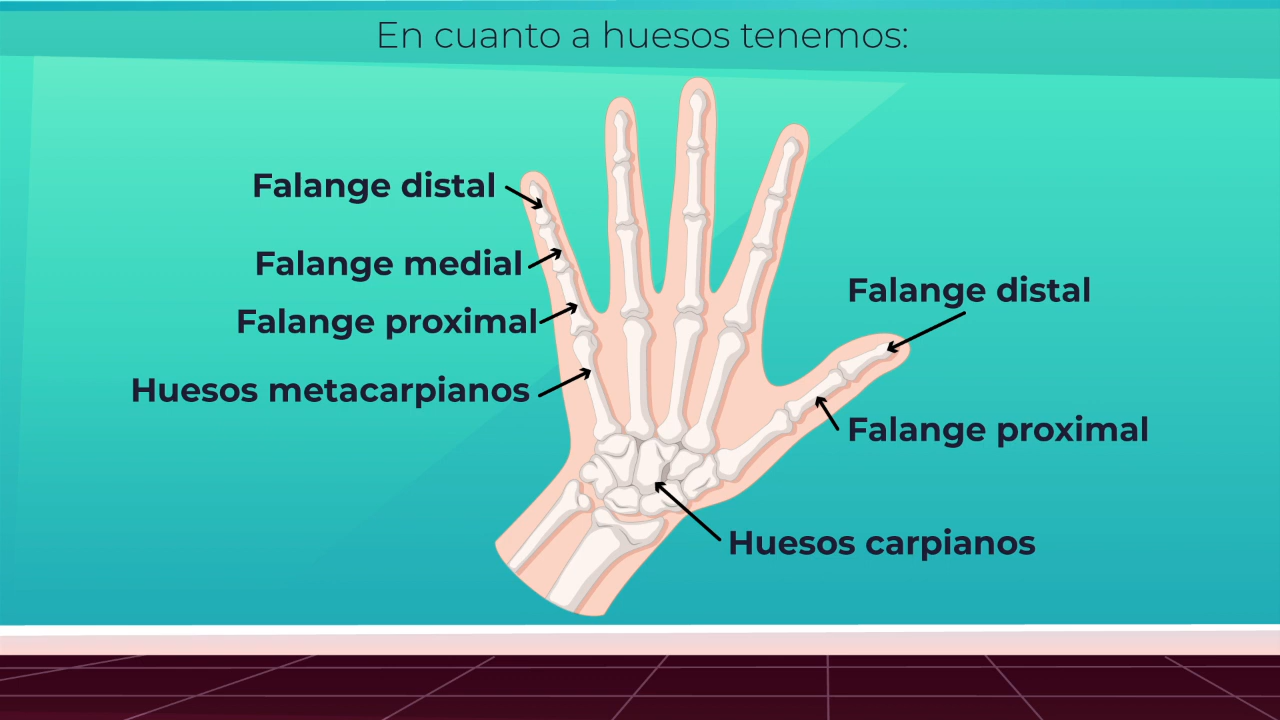 En cuanto a huesos tenemos:
Falange distal
Falange medial
Falange proximal
Huesos metacarpianos
Falange distal
Falange proximal
Huesos carpianos